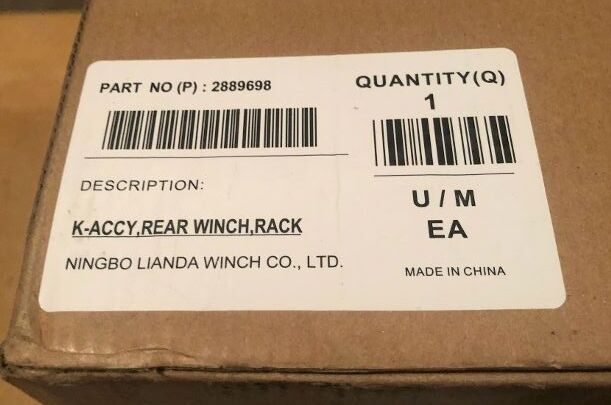 PART NO (P) : 2889698
DESCRIPTION:
K-ACCY,REAR WINCH,RACK
NINGBO LIANDA WINCH CO., LTD.
QUANTITY(Q)
1
U / M
EA
MADE IN CHINA